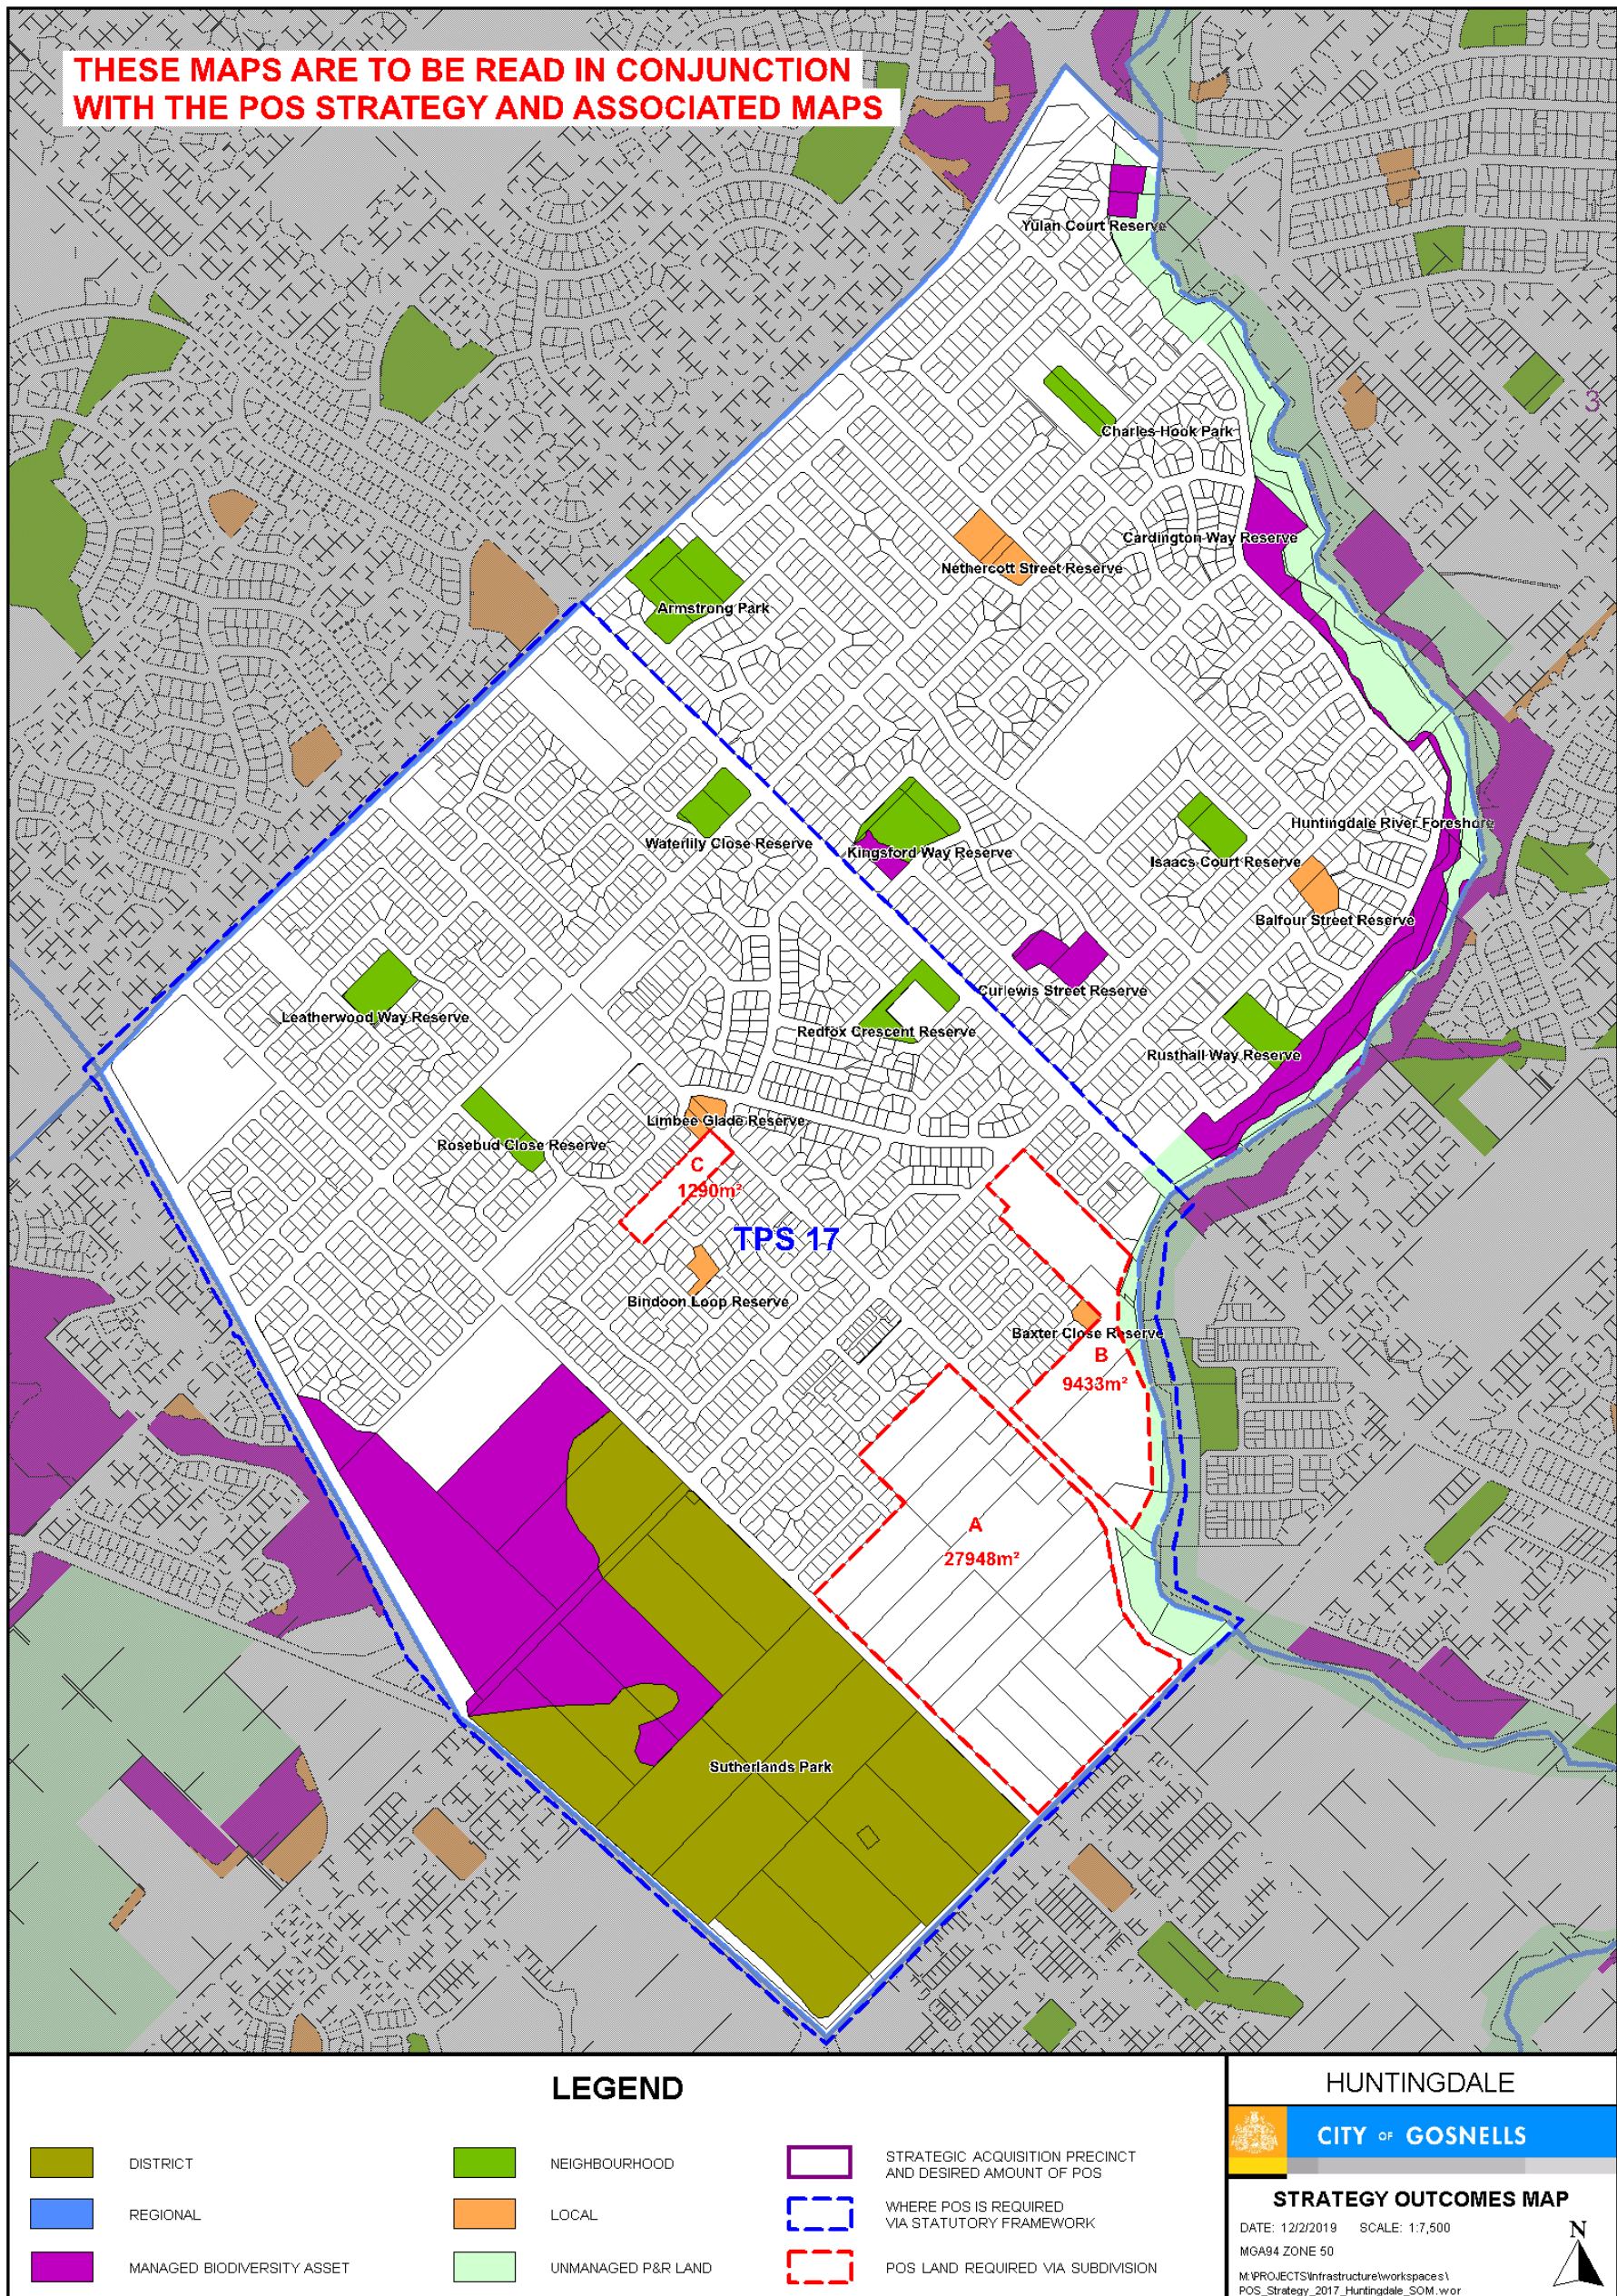 THESE MAPS ARE TO BE READ IN CONJUNCTION
WITH THE POS STRATEGY AND ASSOCIATED MAPS
Yulan Court Reserve
3
Charles Hook Park
Cardington Way Reserve
Nethercott Street Reserve
Armstrong Park
Huntingdale River Foreshore
Waterlily Close Reserve
Kingsford Way Reserve
Isaacs Court Reserve
Balfour Street Reserve
Curlewis Street Reserve
Leatherwood Way Reserve
Redfox Crescent Reserve
Rusthall Way Reserve
Limbee Glade Reserve
Rosebud Close Reserve
C
1290m²
TPS 17
Bindoon Loop Reserve
Baxter Close Reserve
B
9433m²
A
27948m²
Sutherlands Park
LEGEND
DISTRICT
REGIONAL
MANAGED BIODIVERSITY ASSET
NEIGHBOURHOOD
LOCAL
UNMANAGED P&R LAND
STRATEGIC ACQUISITION PRECINCT
AND DESIRED AMOUNT OF POS
WHERE POS IS REQUIRED
VIA STATUTORY FRAMEWORK
POS LAND REQUIRED VIA SUBDIVISION
HUNTINGDALE
CITY OF GOSNELLS
STRATEGY OUTCOMES MAP
DATE: 12/2/2019 SCALE: 1:7,500
MGA94 ZONE 50
M:\PROJECTS\Infrastructure\workspaces\
POS_Strategy_2017_Huntingdale_SOM.wor
N